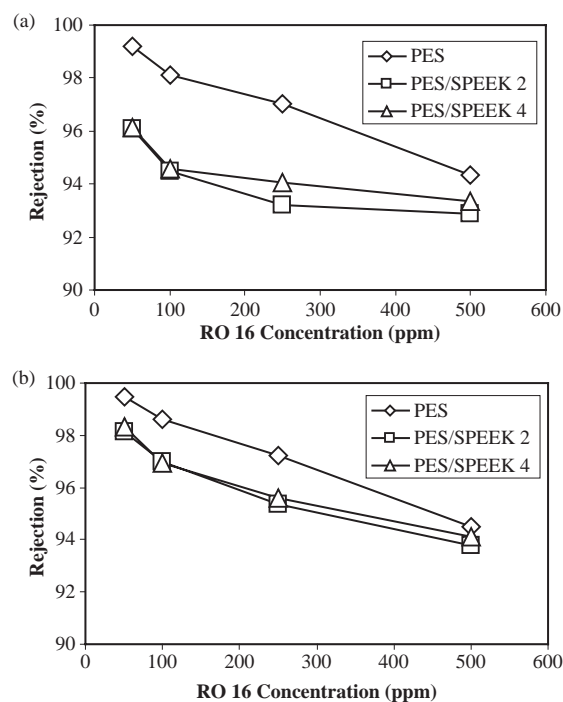 (a)
100
98
96
94
92
90
Rejection (%)
PES
PES/SPEEK 2
PES/SPEEK 4
0
100
200
300
400
500
600
RO 16 Concentration (ppm)
(b)
100
98
96
94
92
90
Rejection (%)
PES
PES/SPEEK 2
PES/SPEEK 4
0
100
200
300
400
500
600
RO 16 Concentration (ppm)